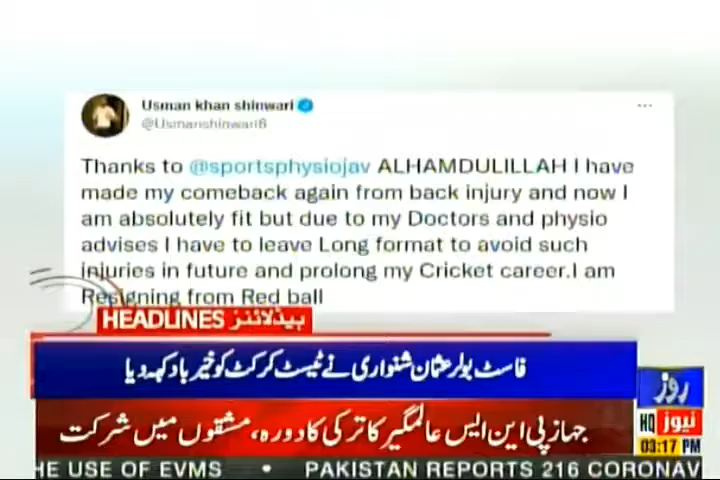 Usman khan shinwari
@Usmanshinwari6
Thanks to @sportsphysiojav ALHAMDULILLAH I have
made my comeback again from back injury and now I
am absolutely fit but due to my Doctors and physio
advises I have to leave Long format to avoid such
injuries in future and prolong my Cricket career.I am
Resigning from Red ball
HEADLINES ہیڈلائنز
فاسٹ بولر عثمان شنواری نے ٹیسٹ کرکٹ کو خیر باد کہہ دیا
جہاز پی این ایس عالمگیر کا ترکی کا دورہ، مشقوں میں شرکت
روز
HQ نیوز
03:17 PM
HE USE OF EVMS • PAKISTAN REPORTS 216 CORONAV